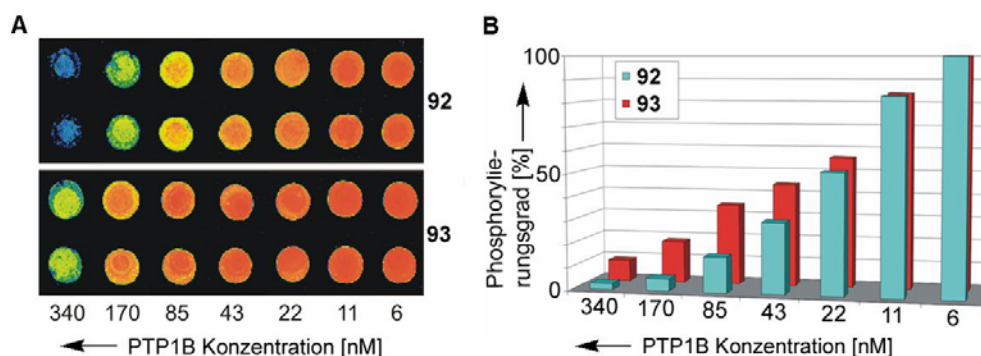 A
92
93
340 170 85 43 22 11 6
PTP1B Konzentration [nM]
B
100
50
0
Phosphorylie-
rungsgrad [%]
92
93
340 170 85 43 22 11 6
PTP1B Konzentration [nM]